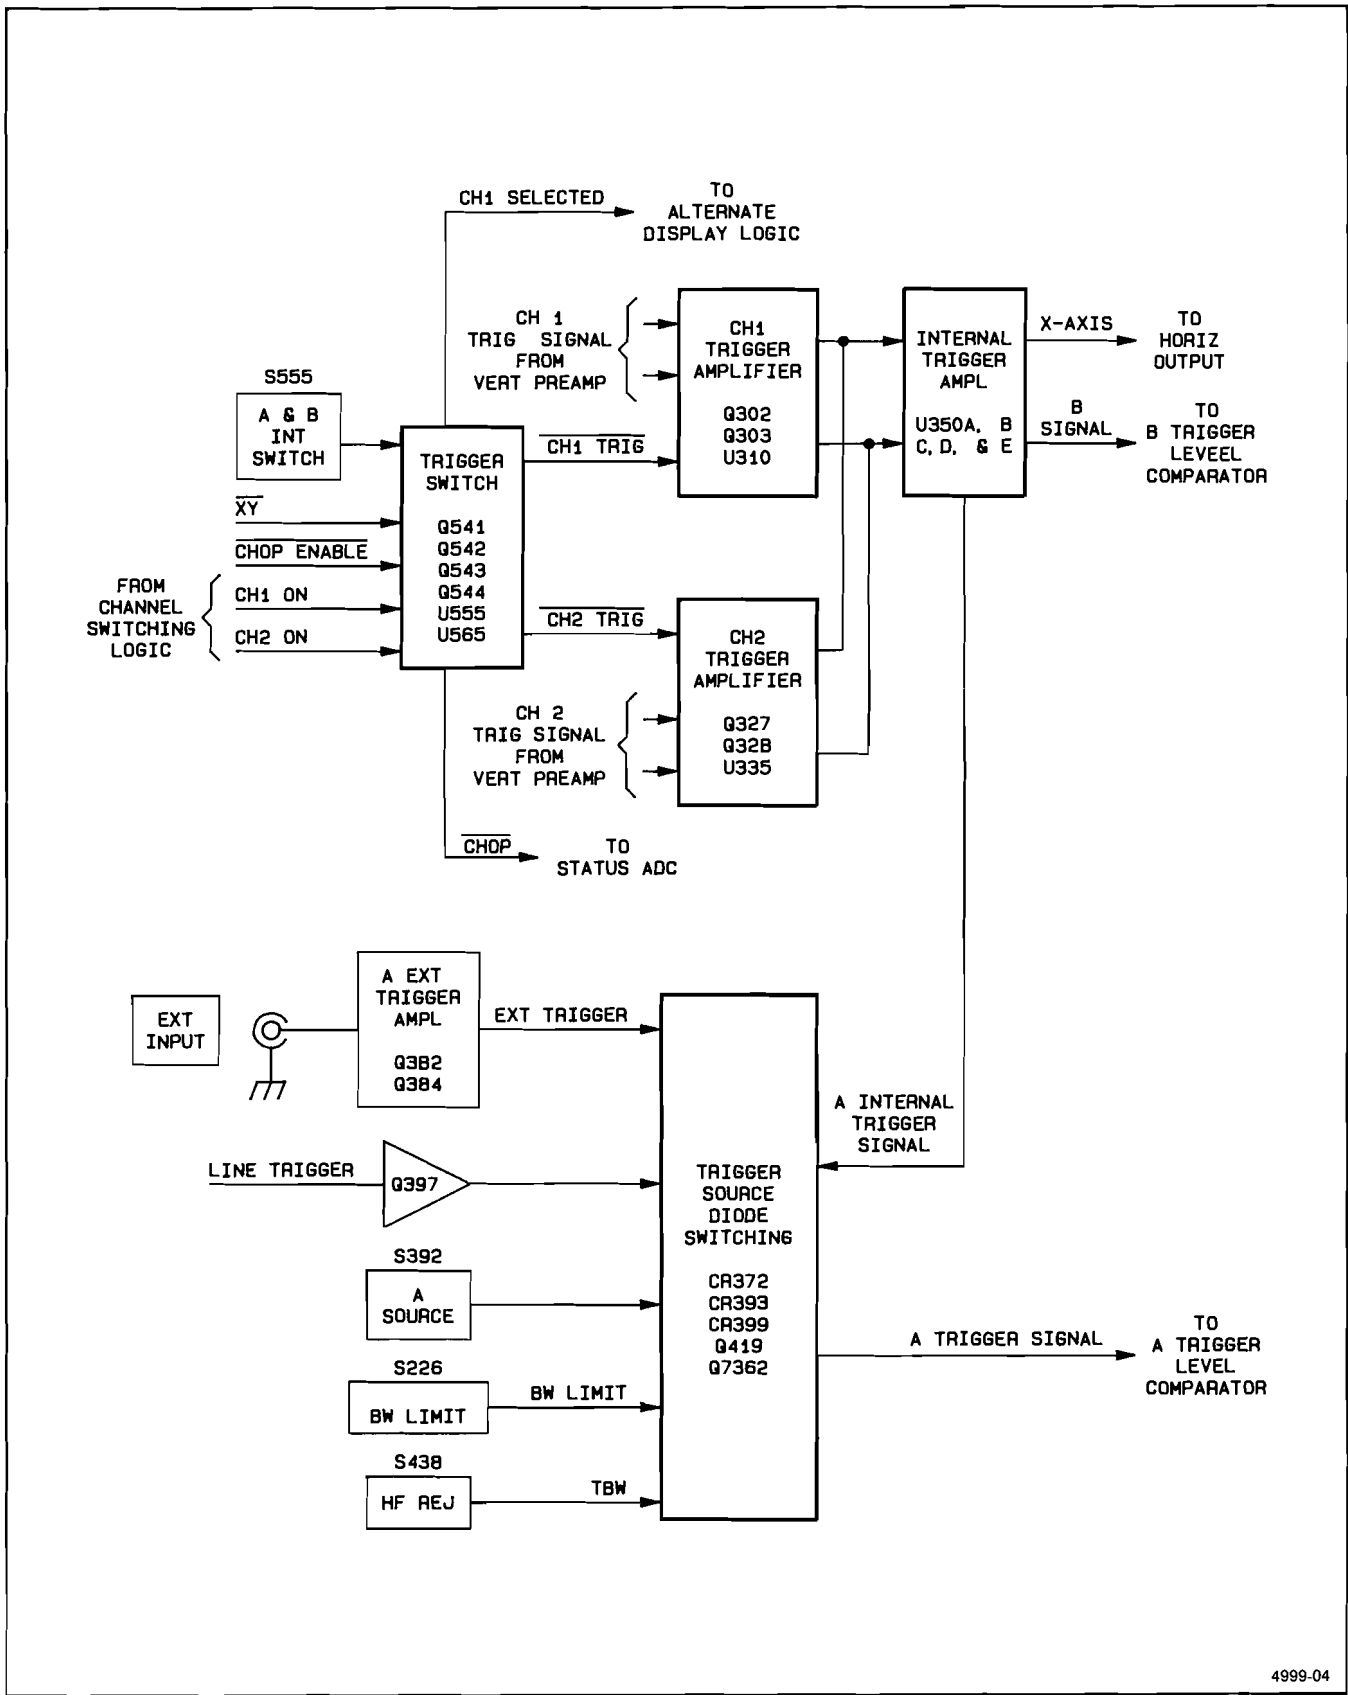 CH1 SELECTED
TO
ALTERNATE
DISPLAY LOGIC
CH 1
TRIG SIGNAL
FROM
VERT PREAMP
CH1
TRIGGER
AMPLIFIER
Q302
Q303
U310
INTERNAL
TRIGGER
AMPL
U350A, B
C, D, & E
X-AXIS
TO
HORIZ
OUTPUT
B
SIGNAL
TO
B TRIGGER
LEVEEL
COMPARATOR
S555
A & B
INT
SWITCH
XY
CHOP ENABLE
FROM
CHANNEL
SWITCHING
LOGIC
CH1 ON
CH2 ON
TRIGGER
SWITCH
Q541
Q542
Q543
Q544
U555
U565
CH1 TRIG
CH2 TRIG
CH2
TRIGGER
AMPLIFIER
Q327
Q328
U335
CH 2
TRIG SIGNAL
FROM
VERT PREAMP
CHOP
TO
STATUS ADC
EXT
INPUT
A EXT
TRIGGER
AMPL
Q382
Q384
EXT TRIGGER
LINE TRIGGER
Q397
S392
A
SOURCE
S226
BW LIMIT
BW LIMIT
S438
HF REJ
TBW
TRIGGER
SOURCE
DIODE
SWITCHING
CR372
CR393
CR399
Q419
Q7362
A INTERNAL
TRIGGER
SIGNAL
A TRIGGER SIGNAL
TO
A TRIGGER
LEVEL
COMPARATOR
4999-04